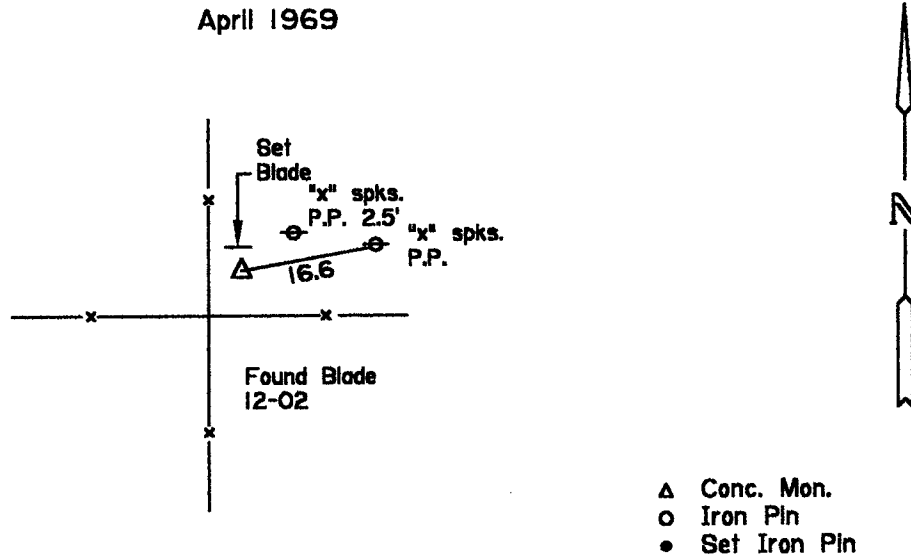 April 1969
Set
Blade
"x" spks.
P.P. 2.5'
"x" spks.
P.P.
16.6
N
Found Blade
12-02
Conc. Mon.
Iron Pin
Set Iron Pin